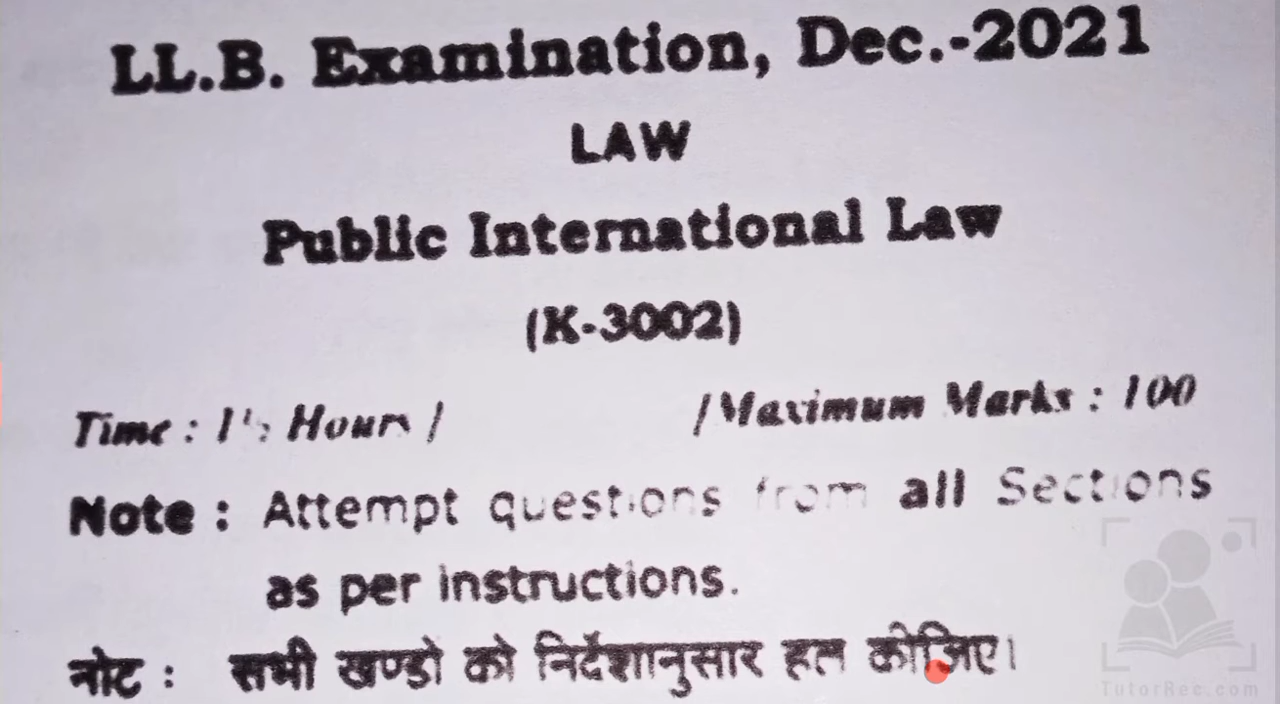 LL.B. Examination, Dec.-2021
LAW
Public International Law
(K-3002)
Time : 1½ Hours / /Maximum Marks : 100
Note : Attempt questions from all Sections
as per instructions.
नोट : सभी खण्डो को निर्देशानुसार हल कीजिए।
TutorRec.com